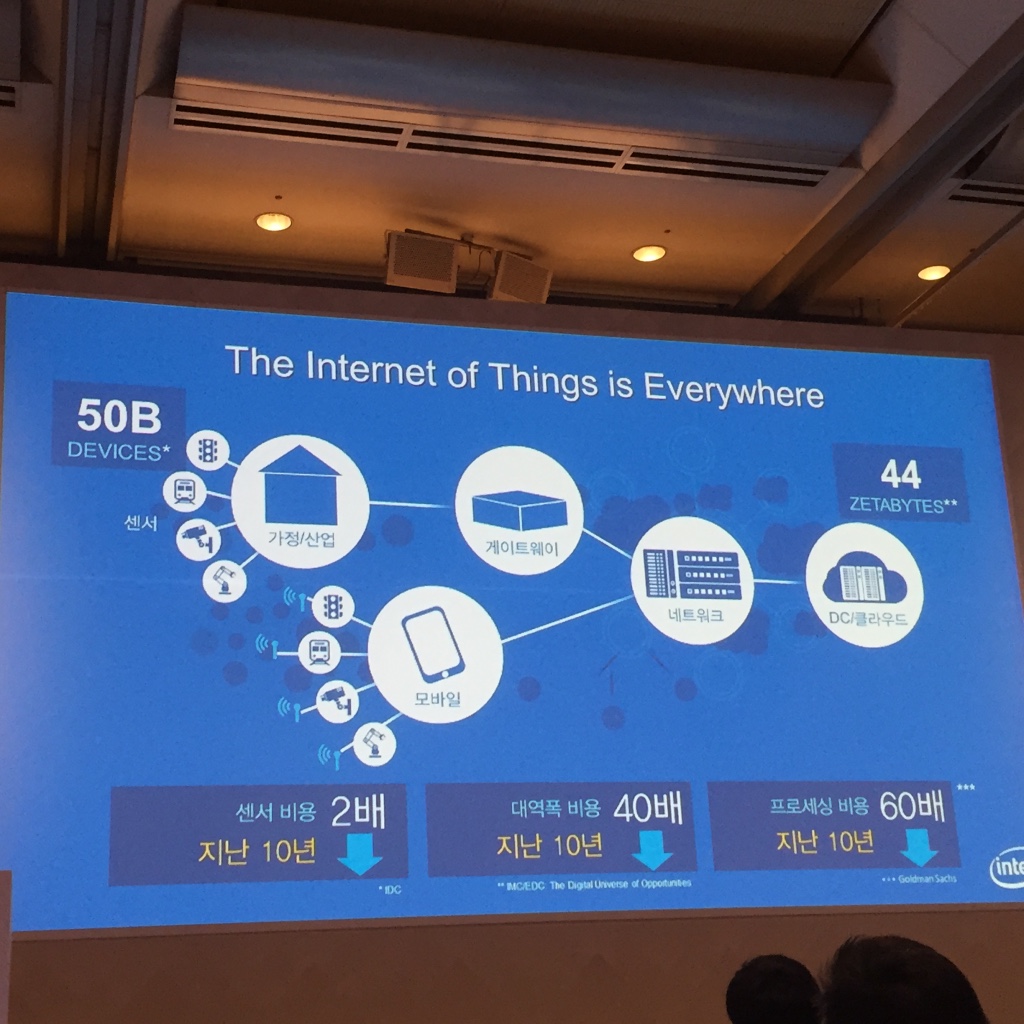 The Internet of Things is Everywhere
50B
DEVICES*
44
ZETABYTES**
센서
가정/산업
게이트웨이
네트워크
DC/클라우드
모바일
센서 비용 2배
지난 10년
* IDC
대역폭 비용 40배
지난 10년
** IMC/EDC The Digital Universe of Opportunities
프로세싱 비용 60배
***
지난 10년
*** Goldman Sachs
inte